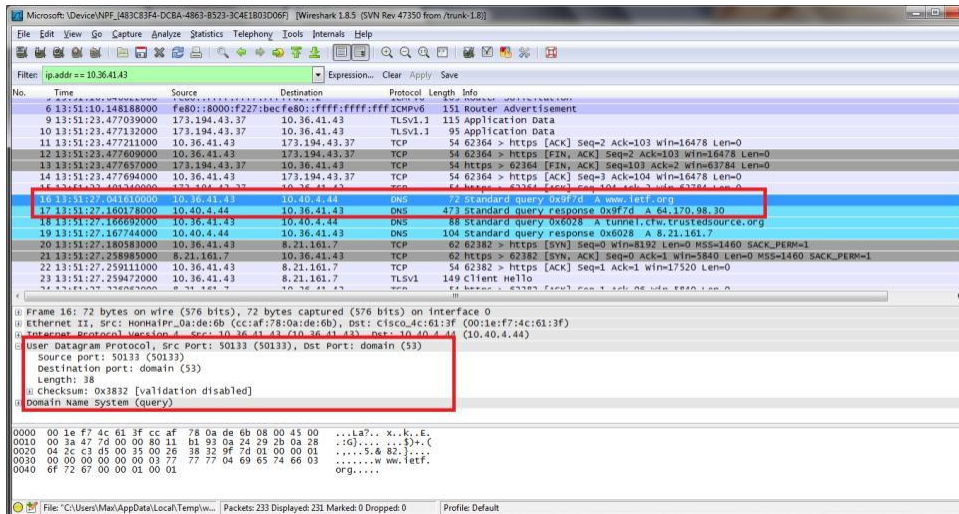 Microsoft: \Device\NPF_{483C83F4-DCBA-4863-B523-3C4E1B03D06F} [Wireshark 1.8.5 (SVN Rev 47350 from /trunk-1.8)]
File Edit View Go Capture Analyze Statistics Telephony Tools Internals Help
Filter: ip.addr == 10.36.41.43 Expression... Clear Apply Save
No. Time Source Destination Protocol Length Info
6 13:51:10.148188000 fe80::8000:f227:bec fe80::ffff:ffff:fff ICMPv6 151 Router Advertisement
9 13:51:23.477039000 173.194.43.37 10.36.41.43 TLSv1.1 115 Application Data
10 13:51:23.477132000 173.194.43.37 10.36.41.43 TLSv1.1 95 Application Data
11 13:51:23.477211000 10.36.41.43 173.194.43.37 TCP 54 62364 > https [ACK] Seq=2 Ack=103 Win=16478 Len=0
12 13:51:23.477609000 10.36.41.43 173.194.43.37 TCP 54 62364 > https [FIN, ACK] Seq=2 Ack=103 Win=16478 Len=0
13 13:51:23.477657000 173.194.43.37 10.36.41.43 TCP 54 https > 62364 [FIN, ACK] Seq=103 Ack=2 Win=63784 Len=0
14 13:51:23.477694000 10.36.41.43 173.194.43.37 TCP 54 62364 > https [ACK] Seq=3 Ack=104 Win=16478 Len=0
16 13:51:27.041610000 10.36.41.43 10.40.4.44 DNS 72 Standard query 0x9f7d A www.ietf.org
17 13:51:27.160178000 10.40.4.44 10.36.41.43 DNS 473 Standard query response 0x9f7d A 64.170.98.30
18 13:51:27.166692000 10.36.41.43 10.40.4.44 DNS 88 Standard query 0x6028 A tunnel.cfw.trustedsource.org
19 13:51:27.167744000 10.40.4.44 10.36.41.43 DNS 104 Standard query response 0x6028 A 8.21.161.7
20 13:51:27.180583000 10.36.41.43 8.21.161.7 TCP 62 62382 > https [SYN] Seq=0 Win=8192 Len=0 MSS=1460 SACK_PERM=1
21 13:51:27.258985000 8.21.161.7 10.36.41.43 TCP 62 https > 62382 [SYN, ACK] Seq=0 Ack=1 Win=5840 Len=0 MSS=1460 SACK_PERM=1
22 13:51:27.259111000 10.36.41.43 8.21.161.7 TCP 54 62382 > https [ACK] Seq=1 Ack=1 Win=17520 Len=0
23 13:51:27.259472000 10.36.41.43 8.21.161.7 TLSv1 149 Client Hello
Frame 16: 72 bytes on wire (576 bits), 72 bytes captured (576 bits) on interface 0
Ethernet II, Src: HonHaiPr_0a:de:6b (cc:af:78:0a:de:6b), Dst: Cisco_4c:61:3f (00:1e:f7:4c:61:3f)
Internet Protocol Version 4, Src: 10.36.41.43 (10.36.41.43), Dst: 10.40.4.44 (10.40.4.44)
User Datagram Protocol, Src Port: 50133 (50133), Dst Port: domain (53)
Source port: 50133 (50133)
Destination port: domain (53)
Length: 38
Checksum: 0x3832 [validation disabled]
Domain Name System (query)
0000 00 1e f7 4c 61 3f cc af 78 0a de 6b 08 00 45 00 ...La?.. x..k..E.
0010 00 3a 47 7d 00 00 80 11 b1 93 0a 24 29 2b 0a 28 .:G}.... ...$)+.(
0020 04 2c c3 d5 00 35 00 26 38 32 9f 7d 01 00 00 01 .,...5.& 82.}....
0030 00 00 00 00 00 00 03 77 77 77 04 69 65 74 66 03 .......w ww.ietf.
0040 6f 72 67 00 00 01 00 01 org.....
File: "C:\Users\Max\AppData\Local\Temp\w... Packets: 233 Displayed: 231 Marked: 0 Dropped: 0 Profile: Default